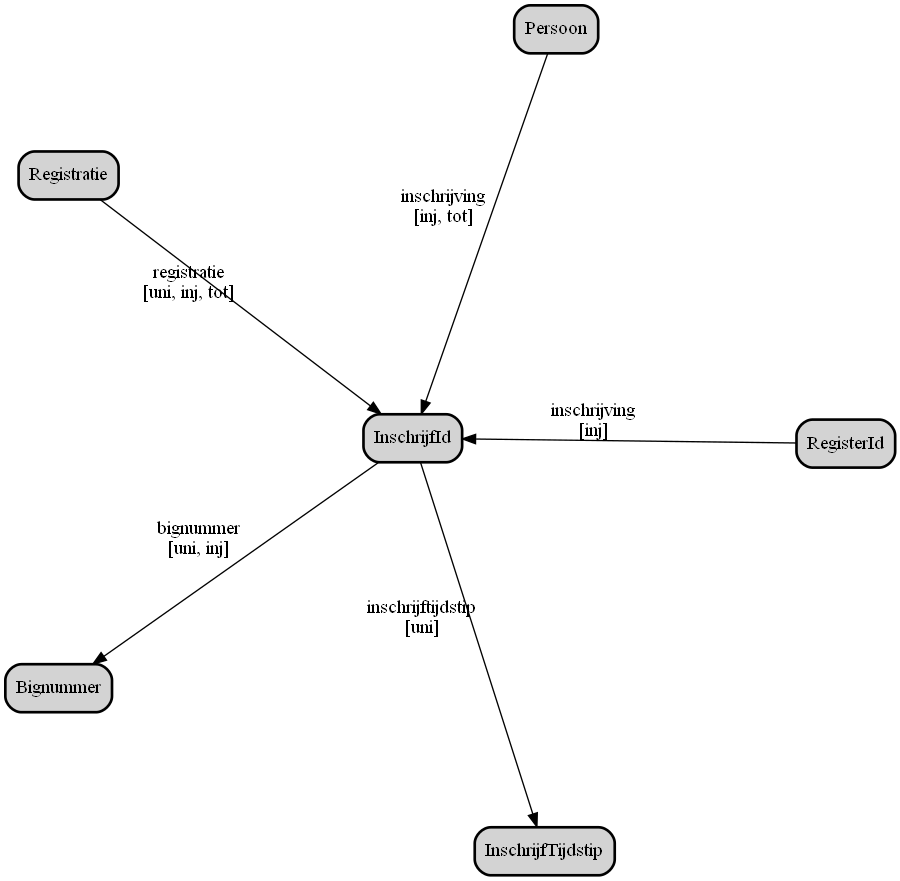 Persoon
Registratie
inschrijving
[inj, tot]
registratie
[uni, inj, tot]
inschrijving
[inj]
InschrijfId
RegisterId
bignummer
[uni, inj]
inschrijftijdstip
[uni]
Bignummer
InschrijfTijdstip